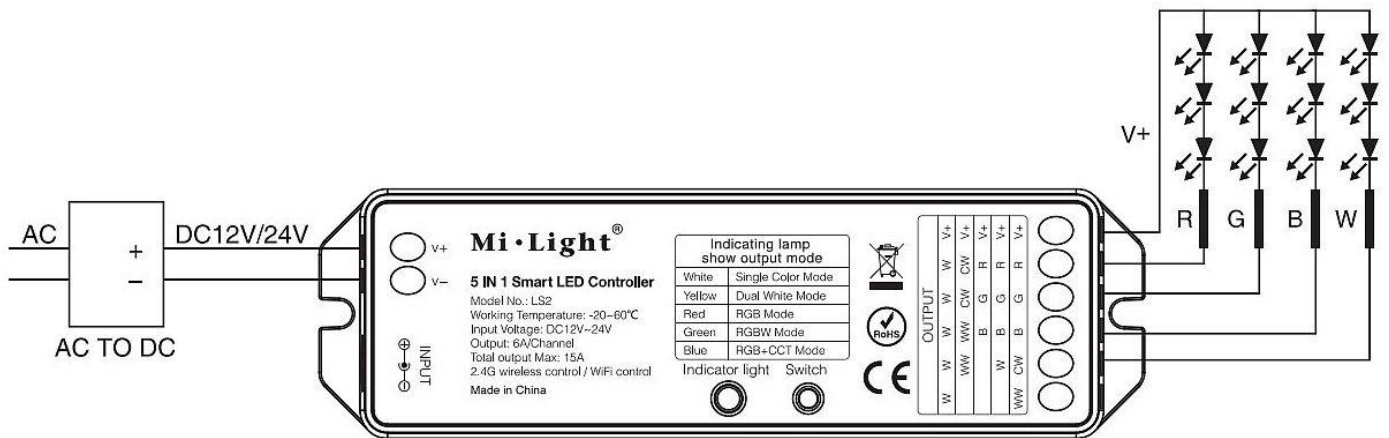 AC
+
−
AC TO DC
DC12V/24V
V+
V−
INPUT
Mi•Light®
5 IN 1 Smart LED Controller
Model No.: LS2
Working Temperature: -20~60℃
Input Voltage: DC12V~24V
Output: 6A/Channel
Total output Max: 15A
2.4G wireless control / WiFi control
Made in China
Indicating lamp
show output mode
White Single Color Mode
Yellow Dual White Mode
Red RGB Mode
Green RGBW Mode
Blue RGB+CCT Mode
Indicator light Switch
RoHS
CE
OUTPUT
V+ V+ V+ V+ V+
W CW R R R
W CW G G G
W WW B B B
W WW W CW
W WW
V+
R G B W